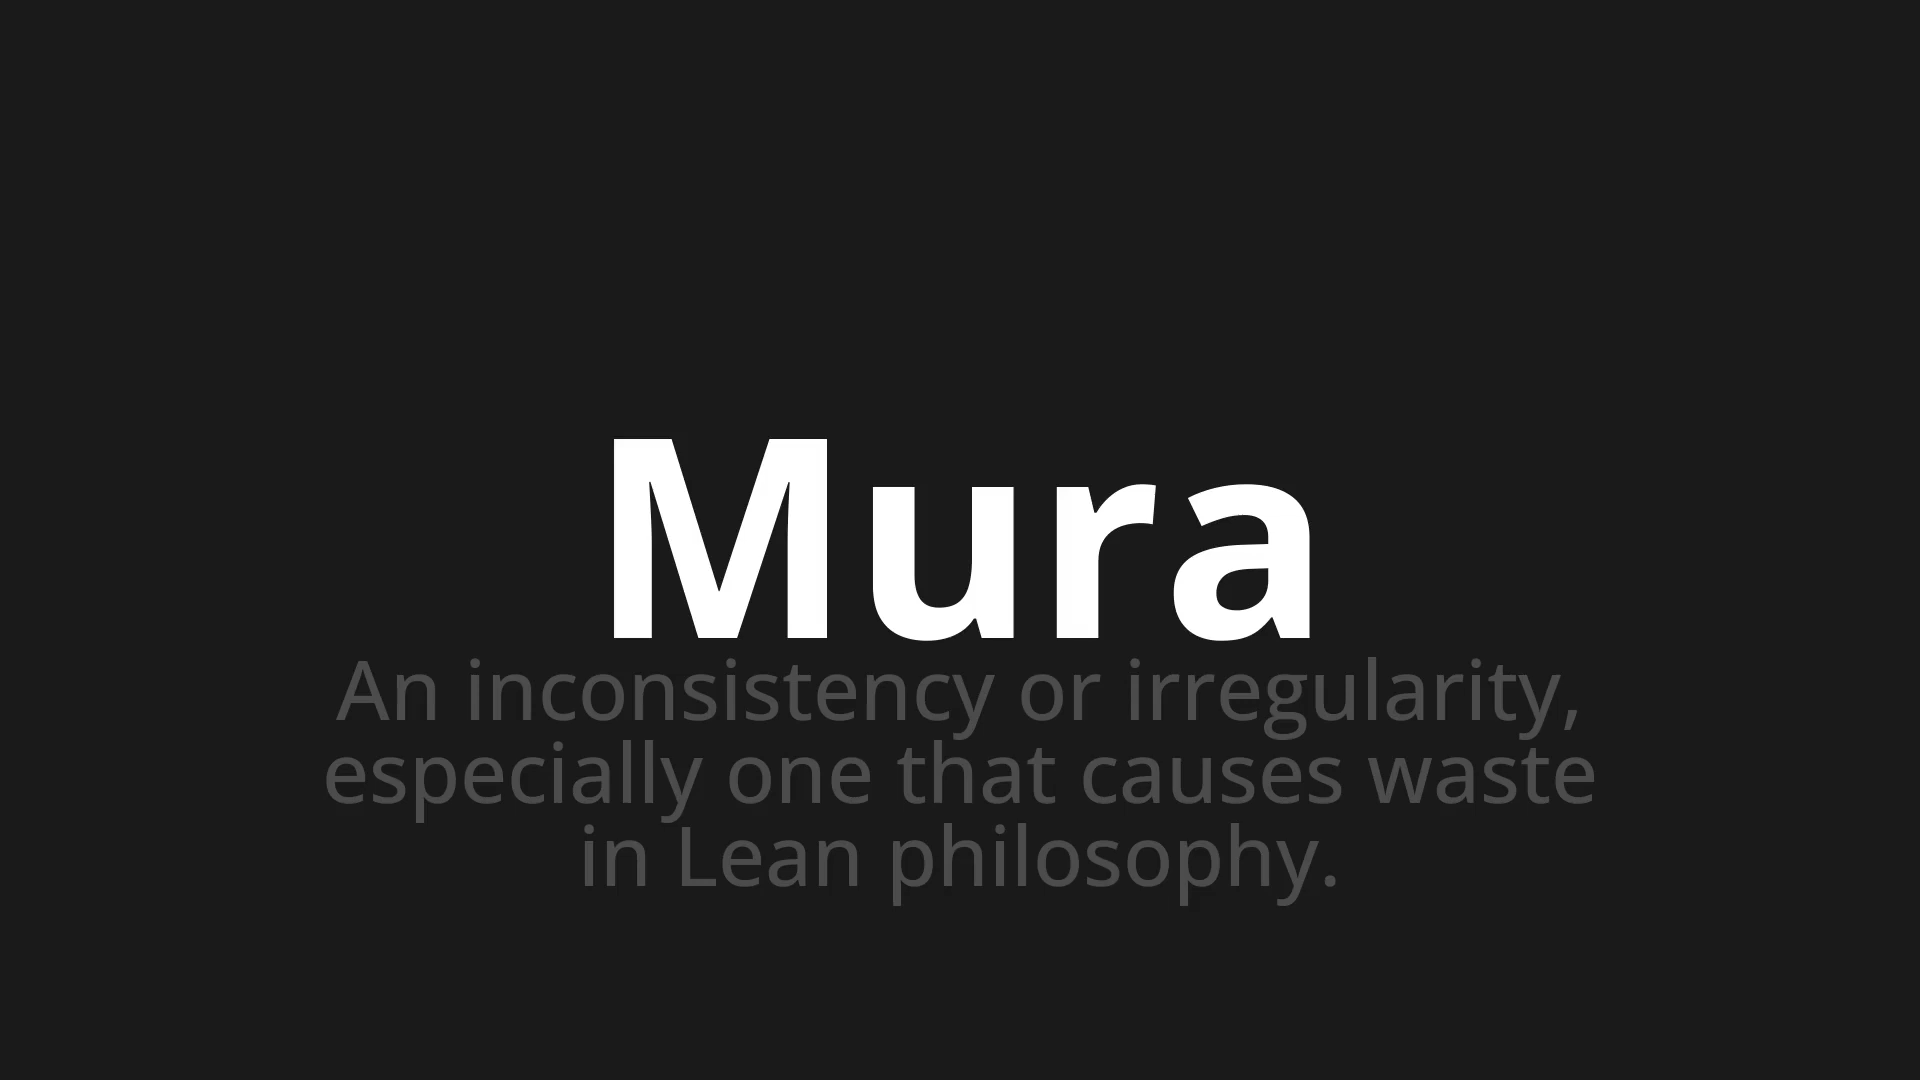 Mura
An inconsistency or irregularity,
especially one that causes waste
in Lean philosophy.